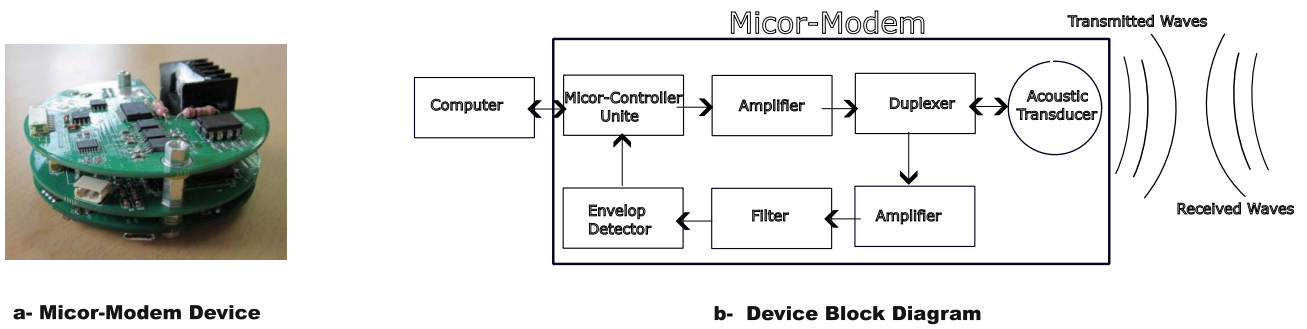 Micor-Modem
Transmitted Waves
Computer
Micor-Controller
Unite
Amplifier
Duplexer
Acoustic
Transducer
Envelop
Detector
Filter
Amplifier
Received Waves
a- Micor-Modem Device
b- Device Block Diagram